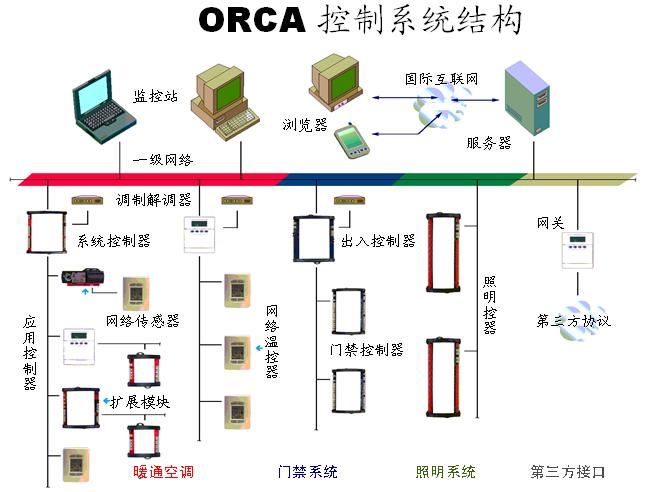 ORCA 控制系统结构
监控站
浏览器
国际互联网
服务器
一级网络
调制解调器
系统控制器
出入控制器
网关
网络传感器
应用控制器
网络温控器
门禁控制器
照明控器
第三方协议
扩展模块
暖通空调
门禁系统
照明系统
第三方接口